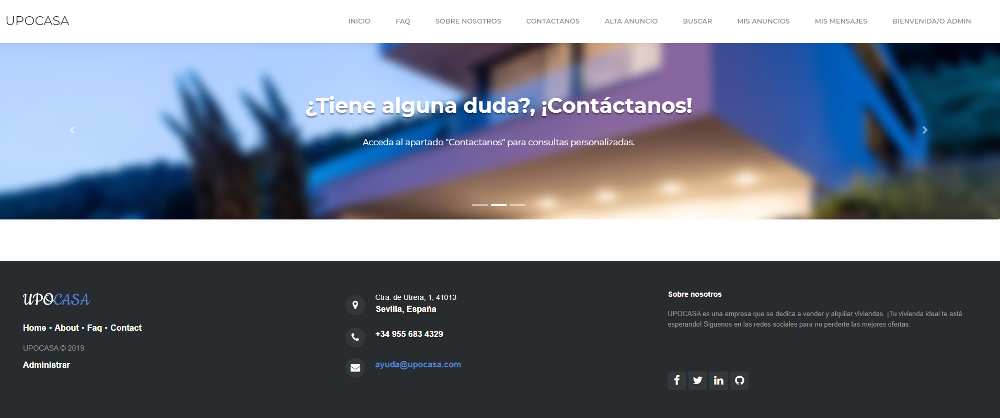 UPOCASA
INICIO FAQ SOBRE NOSOTROS CONTACTANOS ALTA ANUNCIO BUSCAR MIS ANUNCIOS MIS MENSAJES BIENVENIDA/O ADMIN
¿Tiene alguna duda?, ¡Contáctanos!
Acceda al apartado "Contactanos" para consultas personalizadas.
UPOCASA
Home · About · Faq · Contact
UPOCASA © 2019
Administrar
Ctra. de Utrera, 1, 41013
Sevilla, España
+34 955 683 4329
ayuda@upocasa.com
Sobre nosotros
UPOCASA es una empresa que se dedica a vender y alquilar viviendas. ¡Tu vivienda ideal te está
esperando! Siguenos en las redes sociales para no perderte las mejores ofertas.